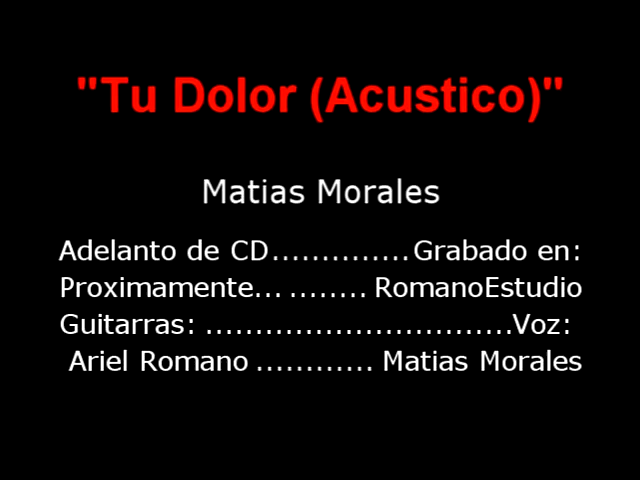 "Tu Dolor (Acustico)"
Matias Morales
Adelanto de CD..............Grabado en:
Proximamente... ........ RomanoEstudio
Guitarras: ...............................Voz:
Ariel Romano ............ Matias Morales